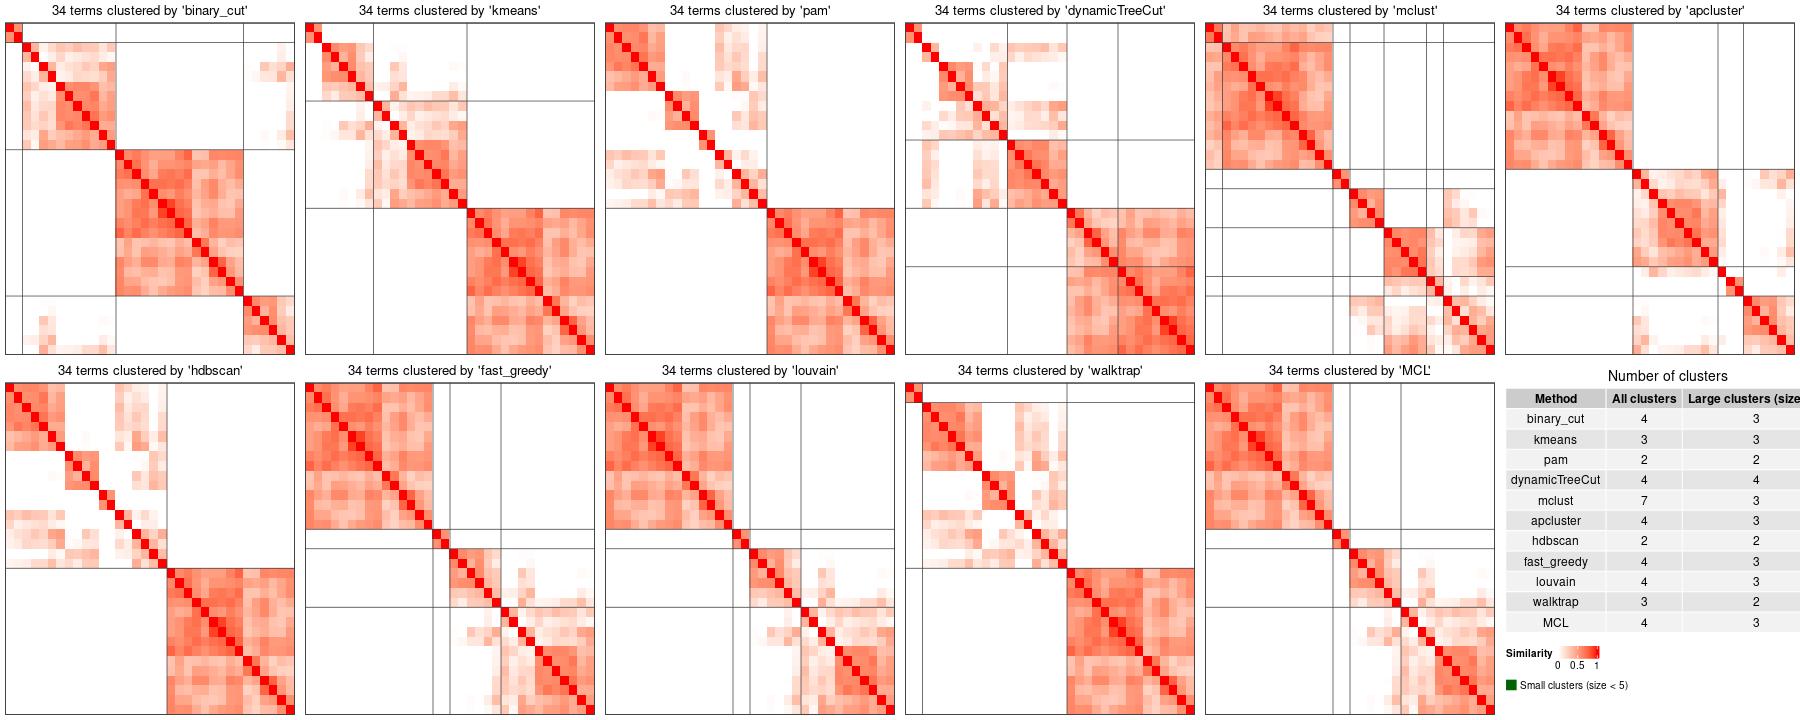 34 terms clustered by 'binary_cut'
34 terms clustered by 'kmeans'
34 terms clustered by 'pam'
34 terms clustered by 'dynamicTreeCut'
34 terms clustered by 'mclust'
34 terms clustered by 'apcluster'
34 terms clustered by 'hdbscan'
34 terms clustered by 'fast_greedy'
34 terms clustered by 'louvain'
34 terms clustered by 'walktrap'
34 terms clustered by 'MCL'
Number of clusters
Method All clusters Large clusters (size
binary_cut 4 3
kmeans 3 3
pam 2 2
dynamicTreeCut 4 4
mclust 7 3
apcluster 4 3
hdbscan 2 2
fast_greedy 4 3
louvain 4 3
walktrap 3 2
MCL 4 3
Similarity
0 0.5 1
Small clusters (size < 5)